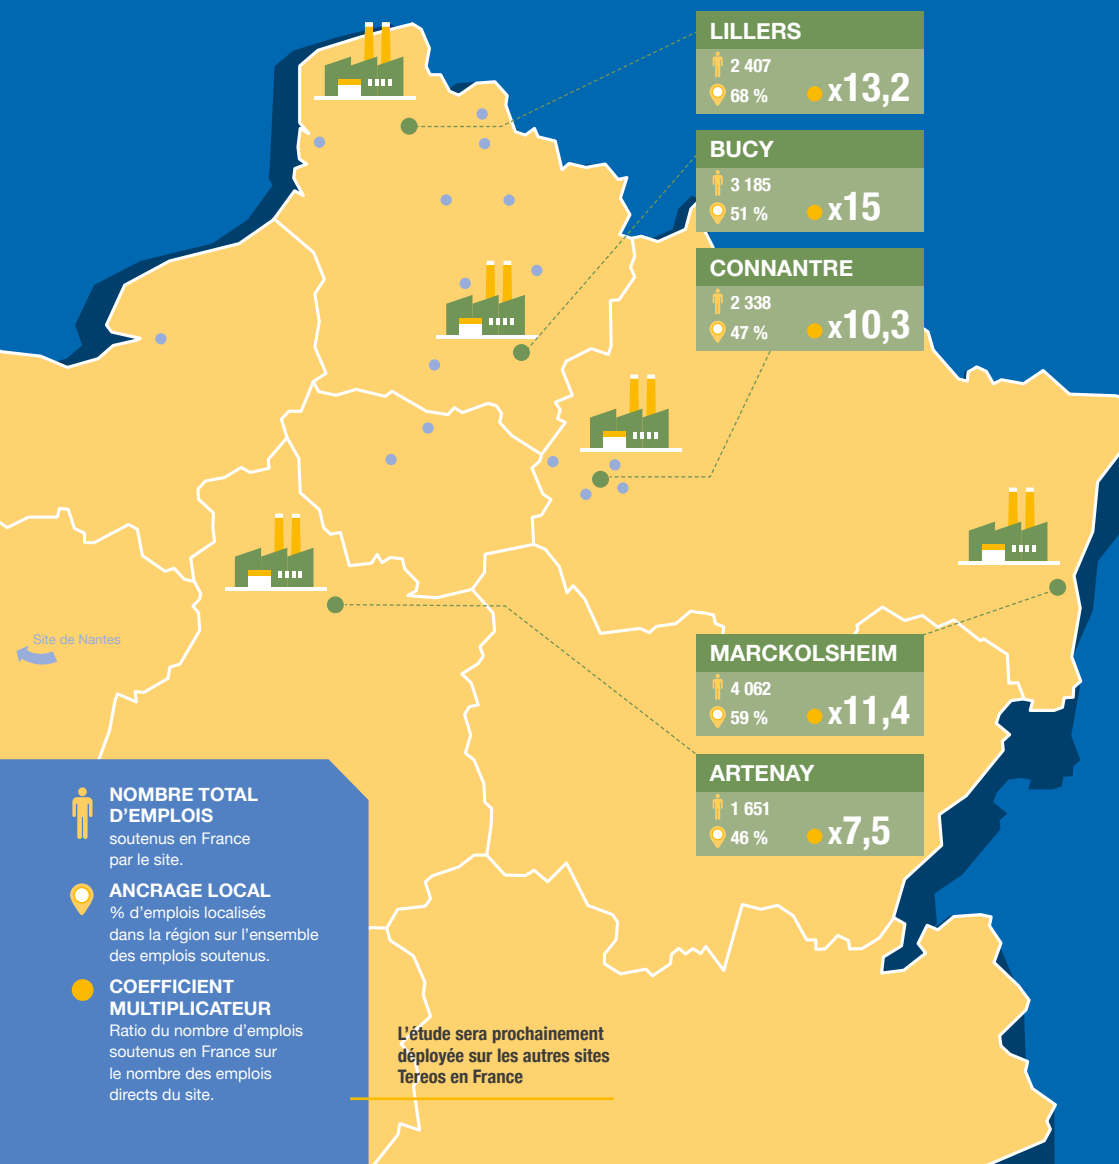 LILLERS
2 407
68 %
x13,2
BUCY
3 185
51 %
x15
CONNANTRE
2 338
47 %
x10,3
Site de Nantes
MARCKOLSHEIM
4 062
59 %
x11,4
ARTENAY
1 651
46 %
x7,5
NOMBRE TOTAL
D’EMPLOIS
soutenus en France
par le site.
ANCRAGE LOCAL
% d’emplois localisés
dans la région sur l’ensemble
des emplois soutenus.
COEFFICIENT
MULTIPLICATEUR
Ratio du nombre d’emplois
soutenus en France sur
le nombre des emplois
directs du site.
L’étude sera prochainement
déployée sur les autres sites
Tereos en France